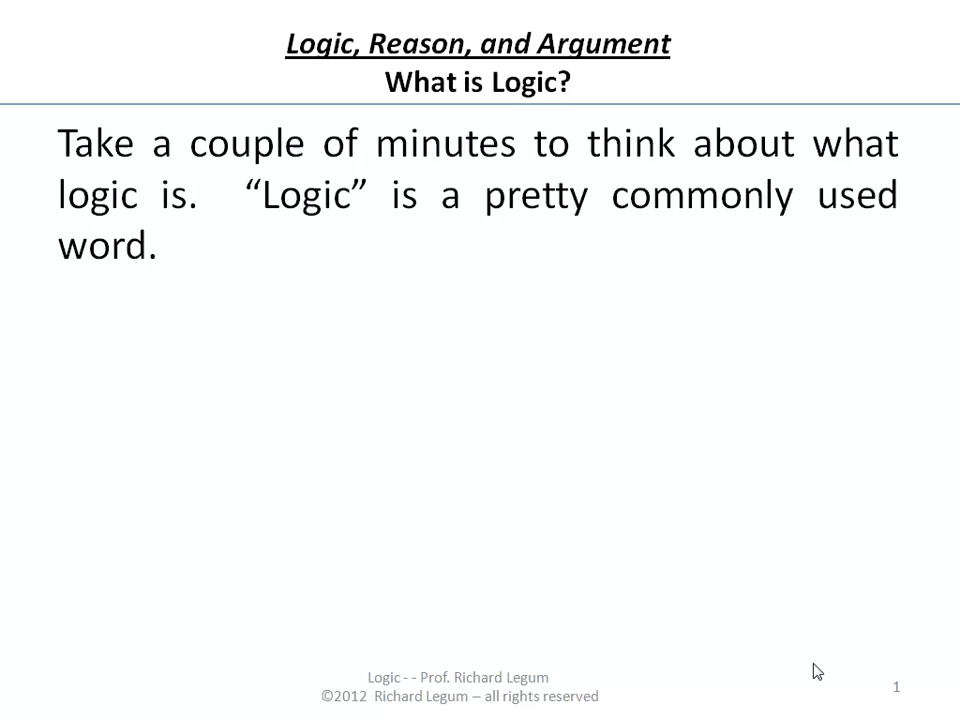 Logic, Reason, and Argument
What is Logic?
Take a couple of minutes to think about what
logic is. “Logic” is a pretty commonly used
word.
Logic - - Prof. Richard Legum
©2012 Richard Legum – all rights reserved
1